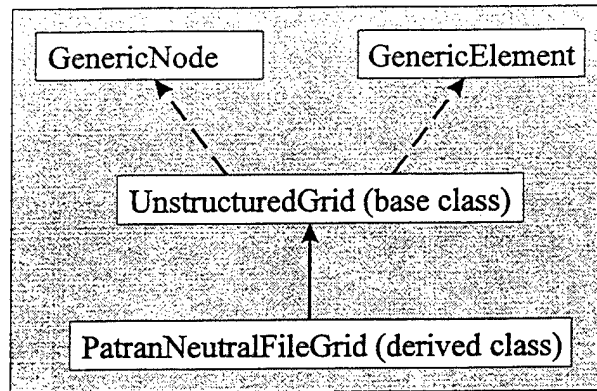 GenericNode
GenericElement
UnstructuredGrid (base class)
PatranNeutralFileGrid (derived class)